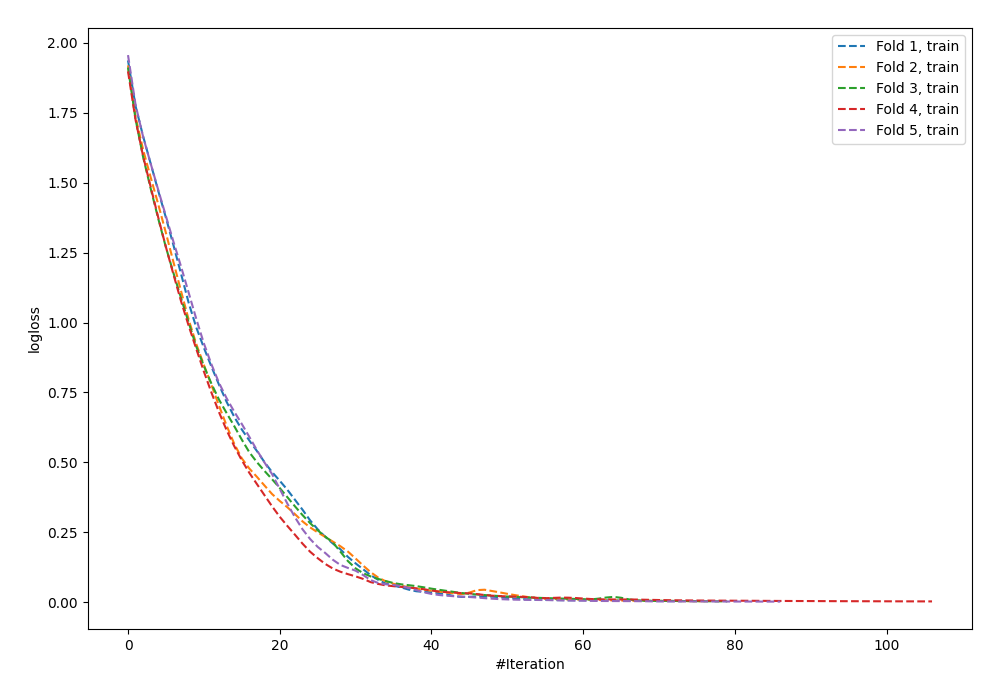 2.00
1.75
1.50
1.25
1.00
0.75
0.50
0.25
0.00
logloss
0 20 40 60 80 100
#Iteration
Fold 1, train
Fold 2, train
Fold 3, train
Fold 4, train
Fold 5, train